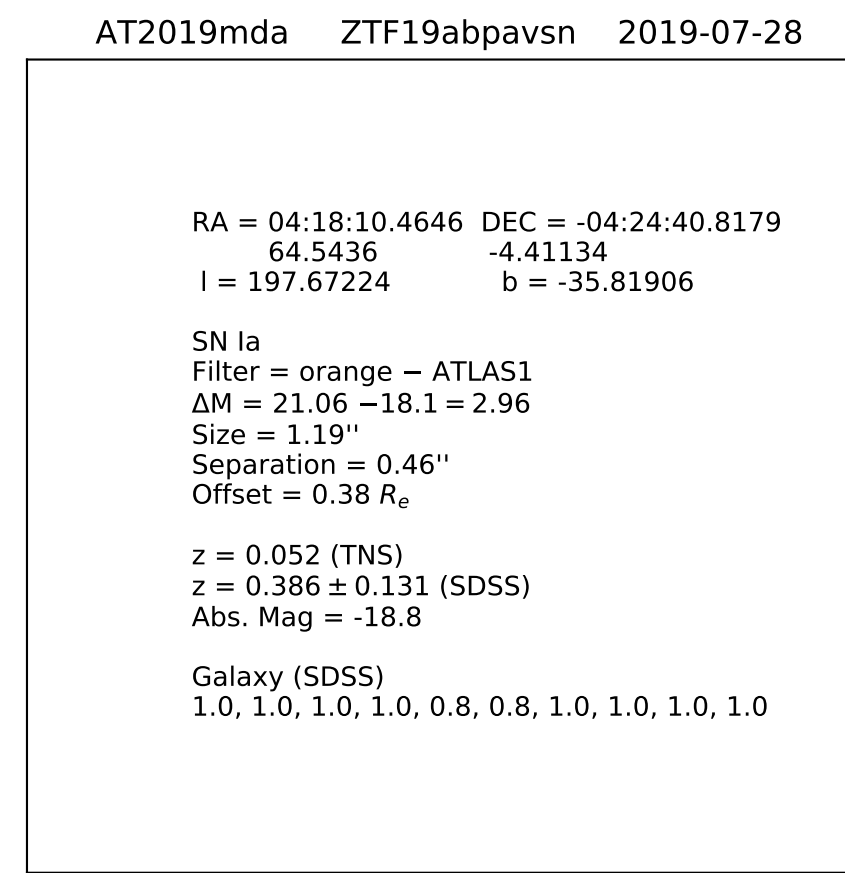 AT2019mda ZTF19abpavsn 2019-07-28
RA = 04:18:10.4646 DEC = -04:24:40.8179
64.5436 -4.41134
l = 197.67224 b = -35.81906
SN Ia
Filter = orange − ATLAS1
ΔM = 21.06 −18.1 = 2.96
Size = 1.19''
Separation = 0.46''
Offset = 0.38 Rₑ
z = 0.052 (TNS)
z = 0.386 ± 0.131 (SDSS)
Abs. Mag = -18.8
Galaxy (SDSS)
1.0, 1.0, 1.0, 1.0, 0.8, 0.8, 1.0, 1.0, 1.0, 1.0